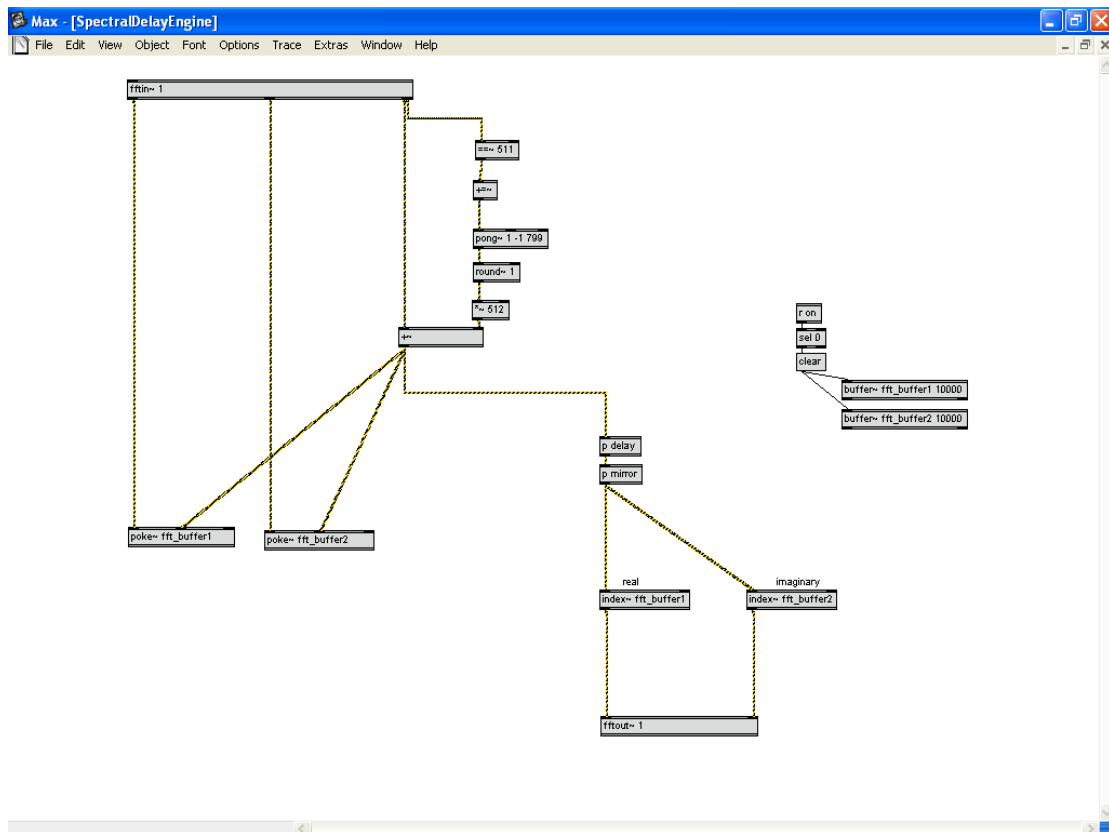 Max - [SpectralDelayEngine]
File Edit View Object Font Options Trace Extras Window Help
fftin~ 1
==~ 511
+=~
pong~ 1 -1 799
round~ 1
*~ 512
r on
+~
sel 0
clear
buffer~ fft_buffer1 10000
buffer~ fft_buffer2 10000
p delay
p mirror
poke~ fft_buffer1
poke~ fft_buffer2
real
imaginary
index~ fft_buffer1
index~ fft_buffer2
fftout~ 1